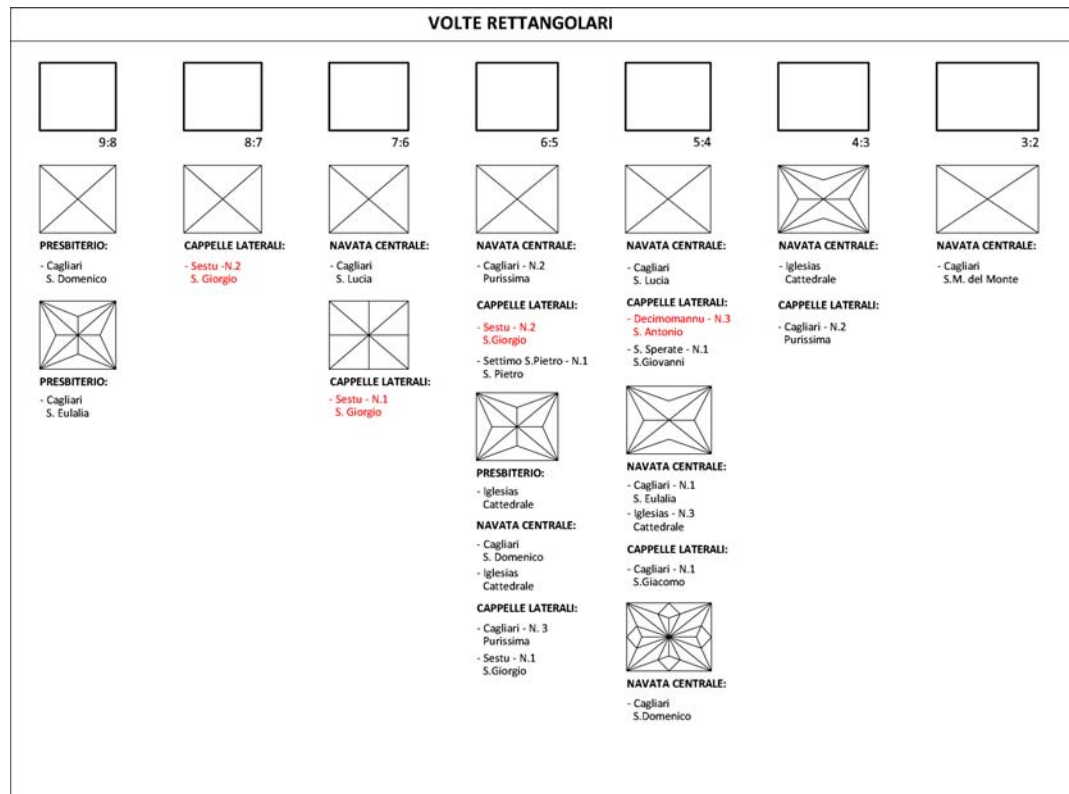 VOLTE RETTANGOLARI
9:8
8:7
7:6
6:5
5:4
4:3
3:2
PRESBITERIO:
- Cagliari
S. Domenico
PRESBITERIO:
- Cagliari
S. Eulalia
CAPPELLE LATERALI:
- Sestu -N.2
S. Giorgio
NAVATA CENTRALE:
- Cagliari
S. Lucia
CAPPELLE LATERALI:
- Sestu - N.1
S. Giorgio
NAVATA CENTRALE:
- Cagliari - N.2
Purissima
CAPPELLE LATERALI:
- Sestu - N.2
S.Giorgio
- Settimo S.Pietro - N.1
S. Pietro
PRESBITERIO:
- Iglesias
Cattedrale
NAVATA CENTRALE:
- Cagliari
S. Domenico
- Iglesias
Cattedrale
CAPPELLE LATERALI:
- Cagliari - N. 3
Purissima
- Sestu - N.1
S.Giorgio
NAVATA CENTRALE:
- Cagliari
S. Lucia
CAPPELLE LATERALI:
- Decimomannu - N.3
S. Antonio
- S. Sperate - N.1
S.Giovanni
NAVATA CENTRALE:
- Cagliari - N.1
S. Eulalia
- Iglesias - N.3
Cattedrale
CAPPELLE LATERALI:
- Cagliari - N.1
S.Giacomo
NAVATA CENTRALE:
- Cagliari
S.Domenico
NAVATA CENTRALE:
- Iglesias
Cattedrale
CAPPELLE LATERALI:
- Cagliari - N.2
Purissima
NAVATA CENTRALE:
- Cagliari
S.M. del Monte